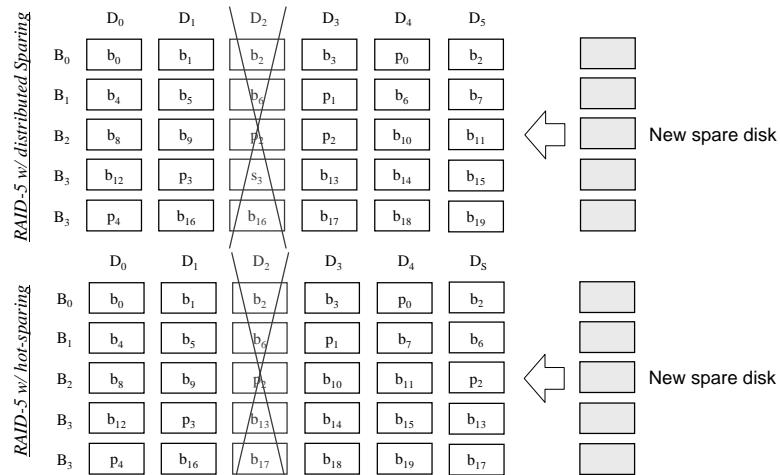 RAID-5 w/ distributed Sparing
D₀ D₁ D₂ D₃ D₄ D₅
B₀ b₀ b₁ b₂ b₃ p₀ b₂
B₁ b₄ b₅ b₆ p₁ b₆ b₇
B₂ b₈ b₉ p₂ p₂ b₁₀ b₁₁
New spare disk
B₃ b₁₂ p₃ s₃ b₁₃ b₁₄ b₁₅
B₃ p₄ b₁₆ b₁₆ b₁₇ b₁₈ b₁₉
RAID-5 w/ hot-sparing
D₀ D₁ D₂ D₃ D₄ Dₛ
B₀ b₀ b₁ b₂ b₃ p₀ b₂
B₁ b₄ b₅ b₆ p₁ b₇ b₆
B₂ b₈ b₉ p₂ b₁₀ b₁₁ p₂
New spare disk
B₃ b₁₂ p₃ b₁₃ b₁₄ b₁₅ b₁₃
B₃ p₄ b₁₆ b₁₇ b₁₈ b₁₉ b₁₇